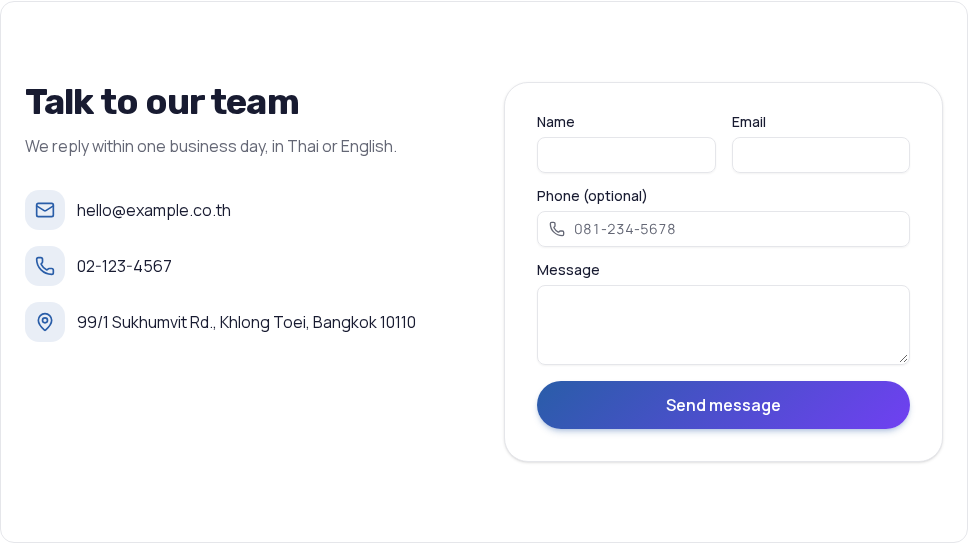 Talk to our team
We reply within one business day, in Thai or English.
hello@example.co.th
02-123-4567
99/1 Sukhumvit Rd., Khlong Toei, Bangkok 10110
Name
Email
Phone (optional)
081-234-5678
Message
Send message